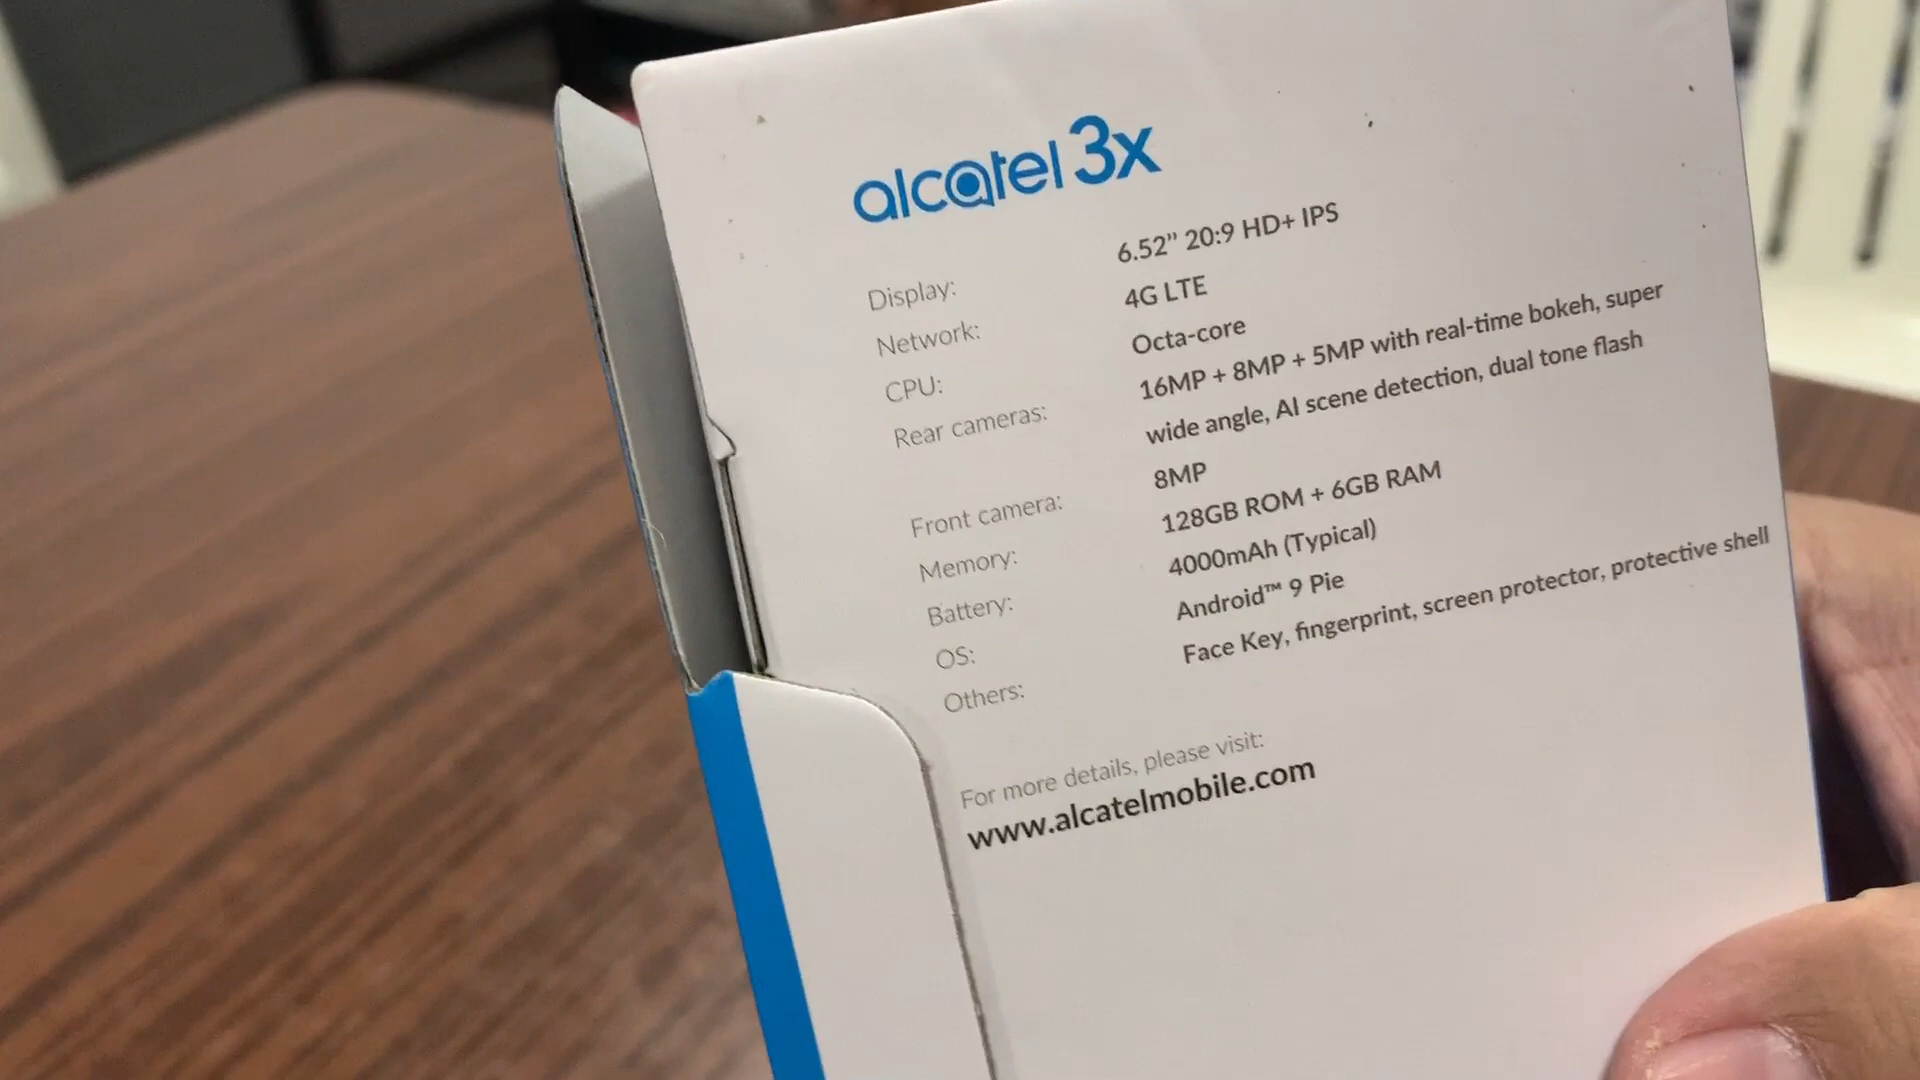 alcatel 3x
Display: 6.52” 20:9 HD+ IPS
Network: 4G LTE
CPU: Octa-core
Rear cameras: 16MP + 8MP + 5MP with real-time bokeh, super
wide angle, AI scene detection, dual tone flash
Front camera: 8MP
Memory: 128GB ROM + 6GB RAM
Battery: 4000mAh (Typical)
OS: Android™ 9 Pie
Others: Face Key, fingerprint, screen protector, protective shell
For more details, please visit:
www.alcatelmobile.com